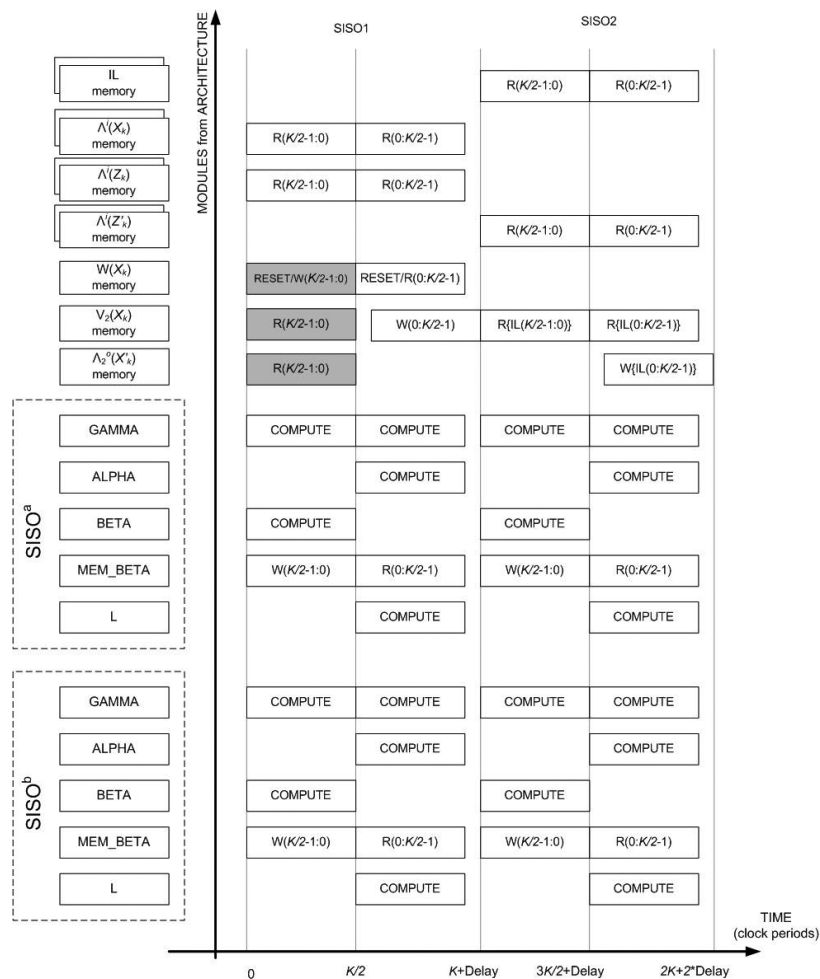 SISO1 SISO2
MODULES from ARCHITECTURE
IL memory R(K/2-1:0) R(0:K/2-1)
Λⁱ(Xₖ) memory R(K/2-1:0) R(0:K/2-1)
Λⁱ(Zₖ) memory R(K/2-1:0) R(0:K/2-1)
Λⁱ(Z'ₖ) memory R(K/2-1:0) R(0:K/2-1)
W(Xₖ) memory RESET/W(K/2-1:0) RESET/R(0:K/2-1)
V₂(Xₖ) memory R(K/2-1:0) W(0:K/2-1) R{IL(K/2-1:0)} R{IL(0:K/2-1)}
Λ₂ᵒ(X'ₖ) memory R(K/2-1:0) W{IL(0:K/2-1)}
SISOᵃ
GAMMA COMPUTE COMPUTE COMPUTE COMPUTE
ALPHA COMPUTE COMPUTE
BETA COMPUTE COMPUTE
MEM_BETA W(K/2-1:0) R(0:K/2-1) W(K/2-1:0) R(0:K/2-1)
L COMPUTE COMPUTE
SISOᵇ
GAMMA COMPUTE COMPUTE COMPUTE COMPUTE
ALPHA COMPUTE COMPUTE
BETA COMPUTE COMPUTE
MEM_BETA W(K/2-1:0) R(0:K/2-1) W(K/2-1:0) R(0:K/2-1)
L COMPUTE COMPUTE
TIME
(clock periods)
0 K/2 K+Delay 3K/2+Delay 2K+2*Delay